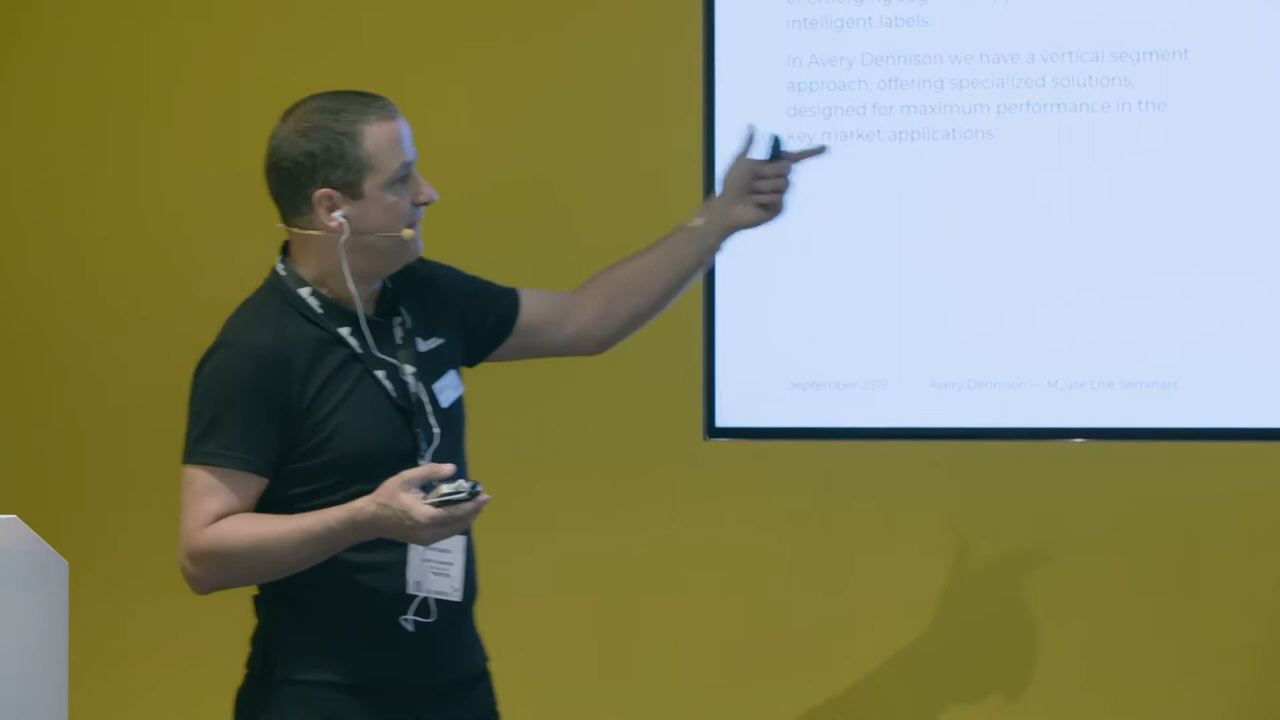 intelligent labels.
In Avery Dennison we have a vertical segment
approach, offering specialized solutions,
designed for maximum performance in the
key market applications
September 2019
Avery Dennison — M_use Live Seminars